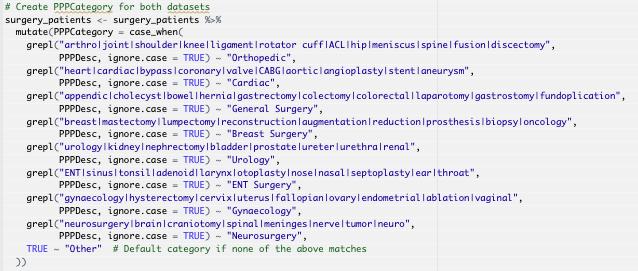 # Create PPPCategory for both datasets
surgery_patients <- surgery_patients %>%
  mutate(PPPCategory = case_when(
    grepl("arthro|joint|shoulder|knee|ligament|rotator cuff|ACL|hip|meniscus|spine|fusion|discectomy",
          PPPDesc, ignore.case = TRUE) ~ "Orthopedic",
    grepl("heart|cardiac|bypass|coronary|valve|CABG|aortic|angioplasty|stent|aneurysm",
          PPPDesc, ignore.case = TRUE) ~ "Cardiac",
    grepl("appendic|cholecyst|bowel|hernia|gastrectomy|colectomy|colorectal|laparotomy|gastrostomy|fundoplication",
          PPPDesc, ignore.case = TRUE) ~ "General Surgery",
    grepl("breast|mastectomy|lumpectomy|reconstruction|augmentation|reduction|prosthesis|biopsy|oncology",
          PPPDesc, ignore.case = TRUE) ~ "Breast Surgery",
    grepl("urology|kidney|nephrectomy|bladder|prostate|ureter|urethra|renal",
          PPPDesc, ignore.case = TRUE) ~ "Urology",
    grepl("ENT|sinus|tonsil|adenoid|larynx|otoplasty|nose|nasal|septoplasty|ear|throat",
          PPPDesc, ignore.case = TRUE) ~ "ENT Surgery",
    grepl("gynaecology|hysterectomy|cervix|uterus|fallopian|ovary|endometrial|ablation|vaginal",
          PPPDesc, ignore.case = TRUE) ~ "Gynaecology",
    grepl("neurosurgery|brain|craniotomy|spinal|meninges|nerve|tumor|neuro",
          PPPDesc, ignore.case = TRUE) ~ "Neurosurgery",
    TRUE ~ "Other"  # Default category if none of the above matches
  ))